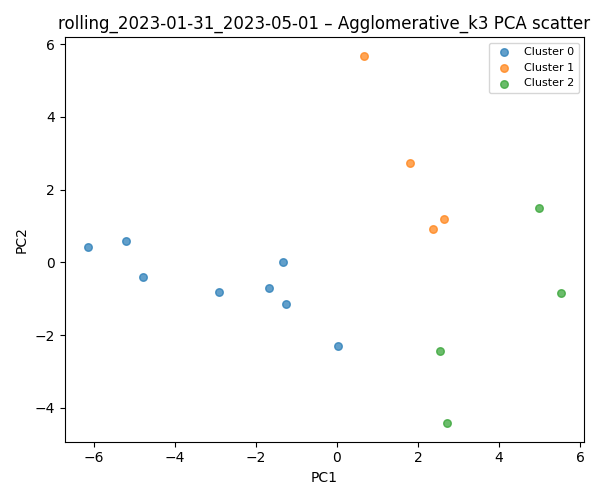 rolling_2023-01-31_2023-05-01 – Agglomerative_k3 PCA scatter
Cluster 0
Cluster 1
Cluster 2
6
4
2
0
−2
−4
PC2
−6
−4
−2
0
2
4
6
PC1